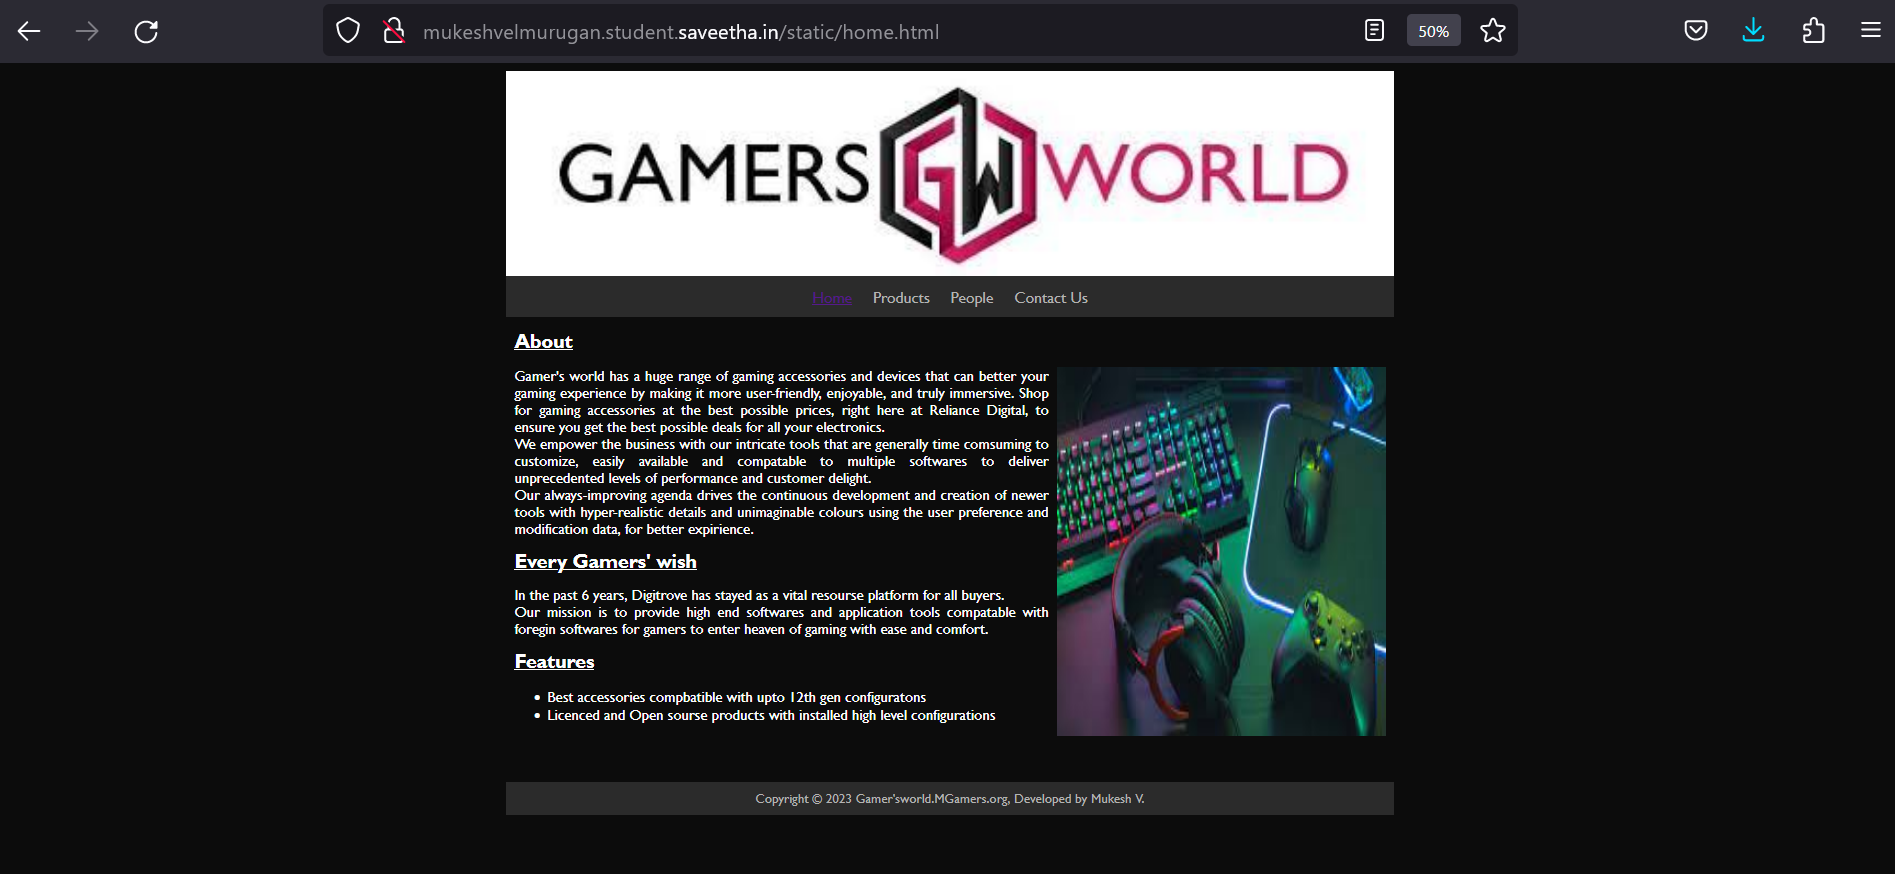 mukeshvelmurugan.student.saveetha.in/static/home.html
50%
GAMERS GW WORLD
Home Products People Contact Us
About
Gamer's world has a huge range of gaming accessories and devices that can better your
gaming experience by making it more user-friendly, enjoyable, and truly immersive. Shop
for gaming accessories at the best possible prices, right here at Reliance Digital, to
ensure you get the best possible deals for all your electronics.
We empower the business with our intricate tools that are generally time comsuming to
customize, easily available and compatable to multiple softwares to deliver
unprecedented levels of performance and customer delight.
Our always-improving agenda drives the continuous development and creation of newer
tools with hyper-realistic details and unimaginable colours using the user preference and
modification data, for better expirience.
Every Gamers' wish
In the past 6 years, Digitrove has stayed as a vital resourse platform for all buyers.
Our mission is to provide high end softwares and application tools compatable with
foregin softwares for gamers to enter heaven of gaming with ease and comfort.
Features
• Best accessories compbatible with upto 12th gen configuratons
• Licenced and Open sourse products with installed high level configurations
Copyright © 2023 Gamer'sworld.MGamers.org, Developed by Mukesh V.